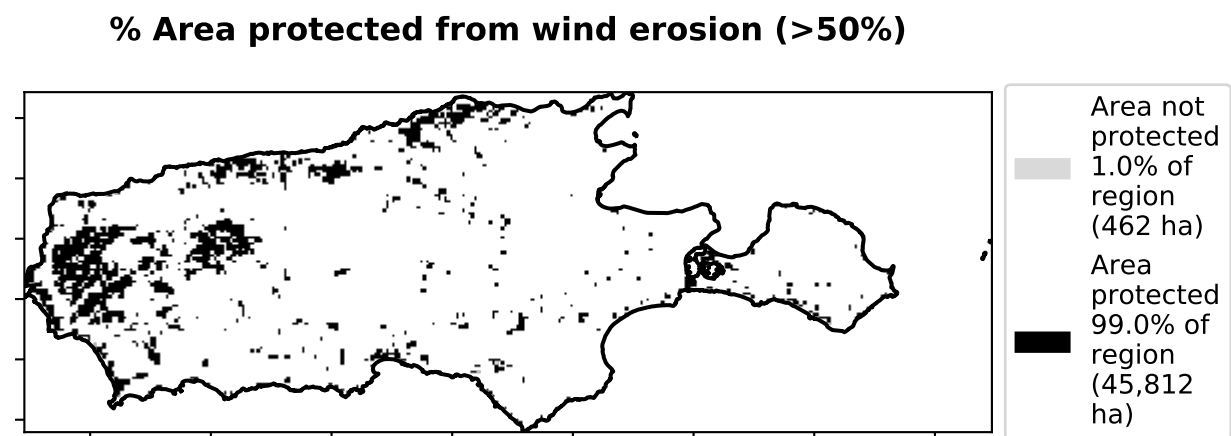 % Area protected from wind erosion (>50%)
Area not
protected
1.0% of
region
(462 ha)
Area
protected
99.0% of
region
(45,812
ha)